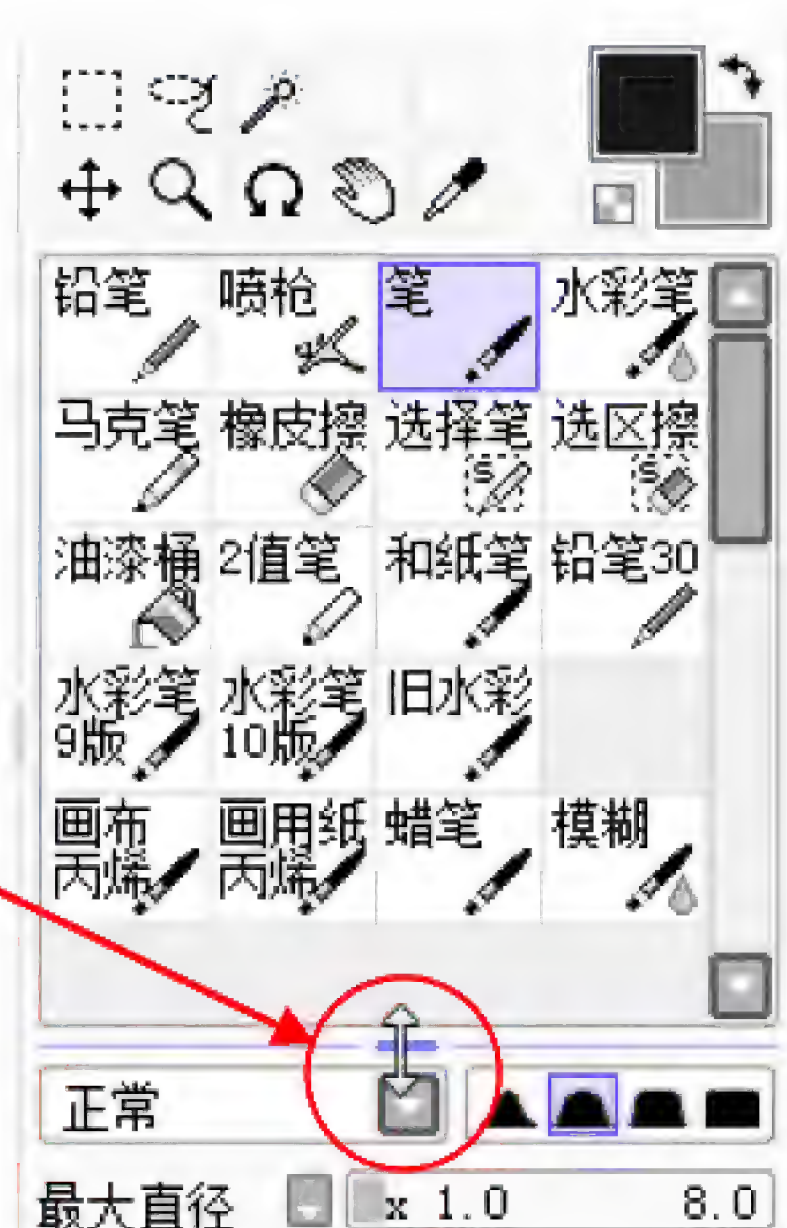 铅笔 喷枪 笔 水彩笔
马克笔 橡皮擦 选择笔 选区擦
油漆桶 2值笔 和纸笔 铅笔30
水彩笔 水彩笔 旧水彩
9版 10版
画布 画用纸 蜡笔 模糊
丙烯 丙烯
正常
最大直径 x 1.0 8.0